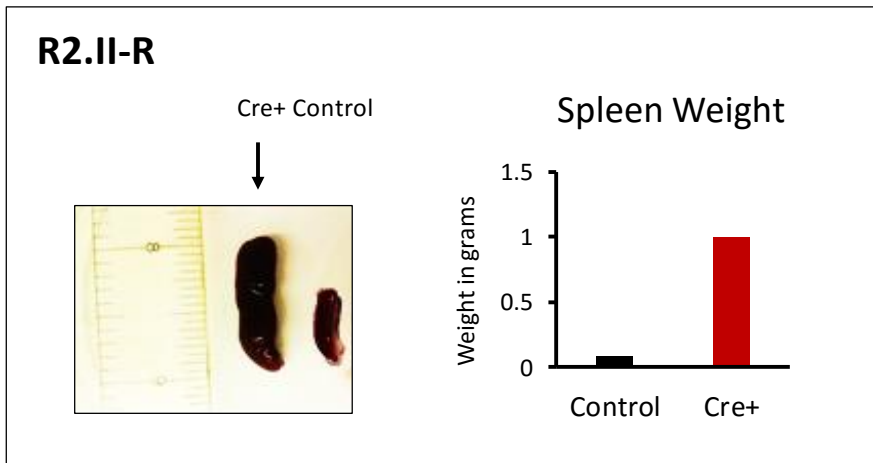 R2.II-R
Cre+ Control
Spleen Weight
Weight in grams
1.5
1
0.5
0
Control Cre+